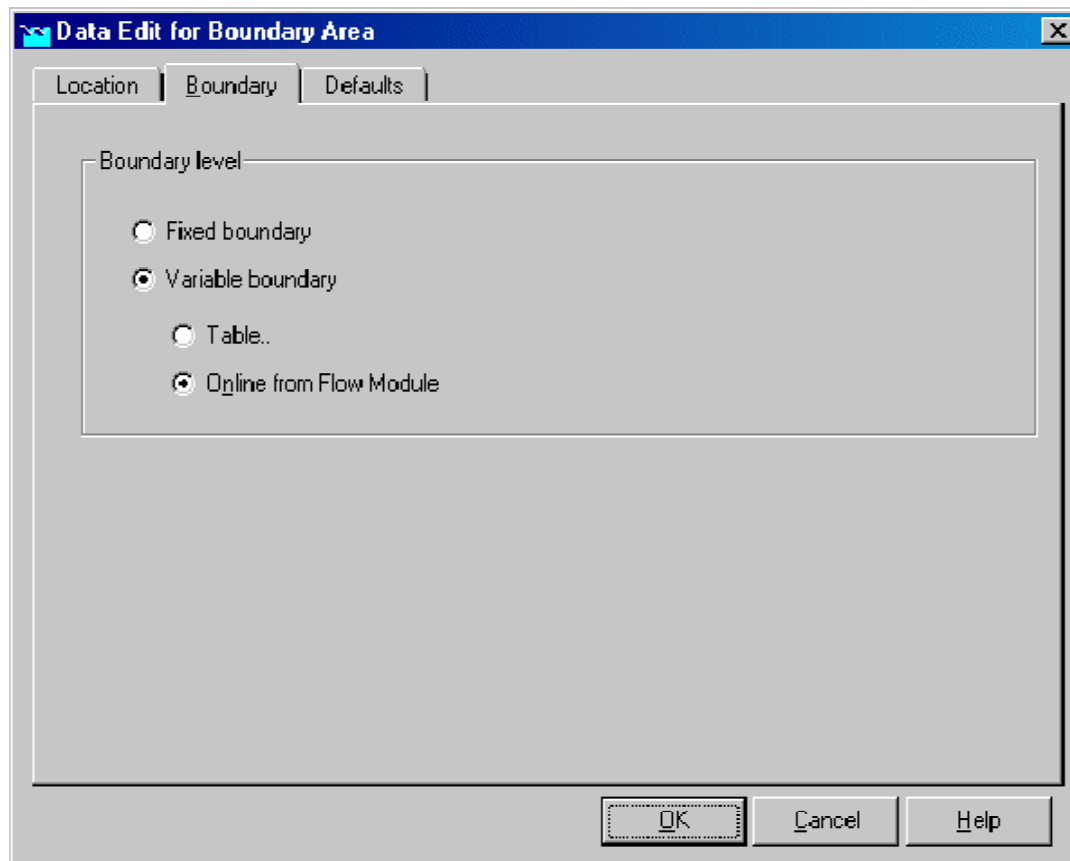 Data Edit for Boundary Area
Location Boundary Defaults
Boundary level
Fixed boundary
Variable boundary
Table..
Online from Flow Module
OK Cancel Help